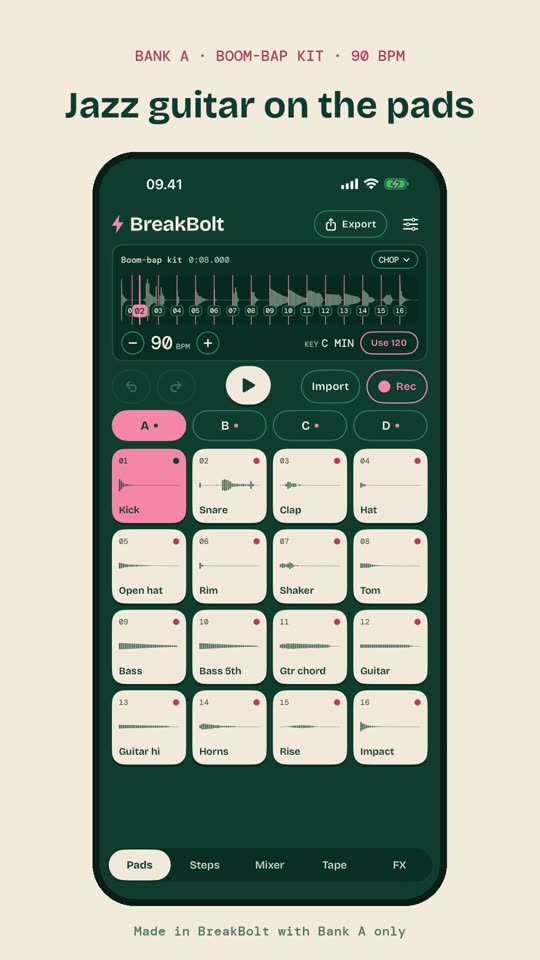 BANK A · BOOM-BAP KIT · 90 BPM
Jazz guitar on the pads
09.41
BreakBolt
Export
Boom-bap kit 0:08.000
CHOP
02 03 04 05 06 07 08 09 10 11 12 13 14 15 16
90 BPM
KEY C MIN
Use 120
Import
Rec
A
B
C
D
01
02
03
04
Kick
Snare
Clap
Hat
05
06
07
08
Open hat
Rim
Shaker
Tom
09
10
11
12
Bass
Bass 5th
Gtr chord
Guitar
13
14
15
16
Guitar hi
Horns
Rise
Impact
Pads
Steps
Mixer
Tape
FX
Made in BreakBolt with Bank A only